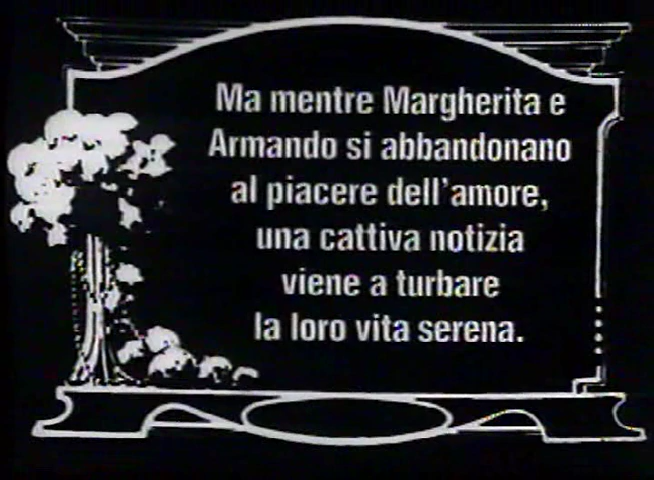 Ma mentre Margherita e
Armando si abbandonano
al piacere dell'amore,
una cattiva notizia
viene a turbare
la loro vita serena.